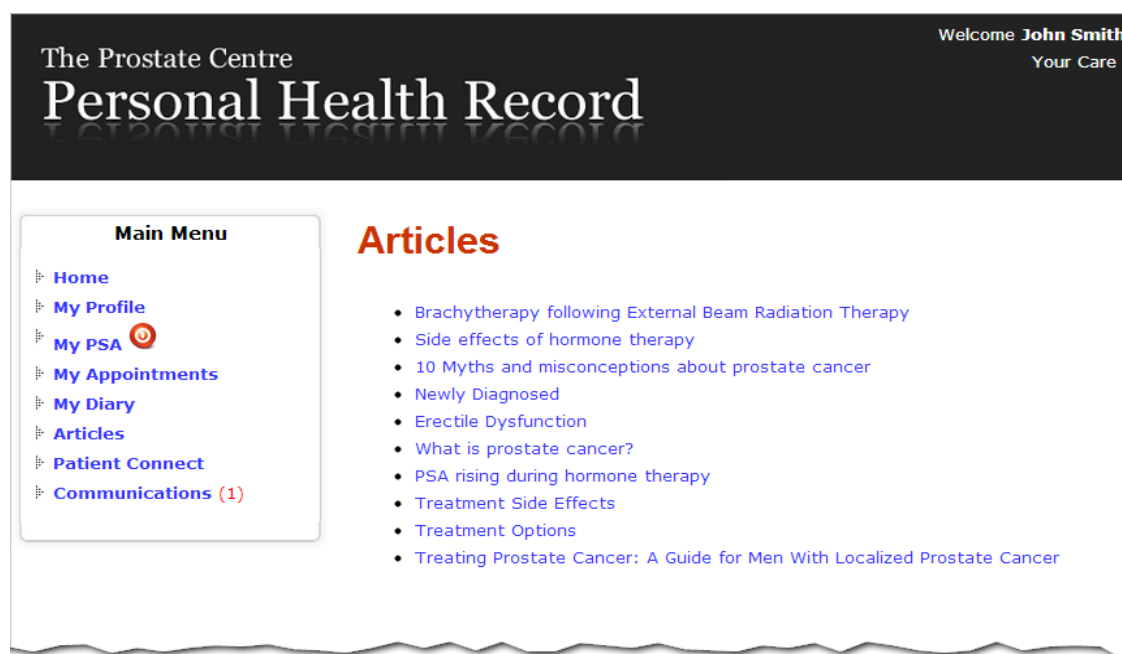 Welcome John Smith
Your Care
The Prostate Centre
Personal Health Record
Main Menu
Home
My Profile
My PSA
My Appointments
My Diary
Articles
Patient Connect
Communications (1)
Articles
Brachytherapy following External Beam Radiation Therapy
Side effects of hormone therapy
10 Myths and misconceptions about prostate cancer
Newly Diagnosed
Erectile Dysfunction
What is prostate cancer?
PSA rising during hormone therapy
Treatment Side Effects
Treatment Options
Treating Prostate Cancer: A Guide for Men With Localized Prostate Cancer